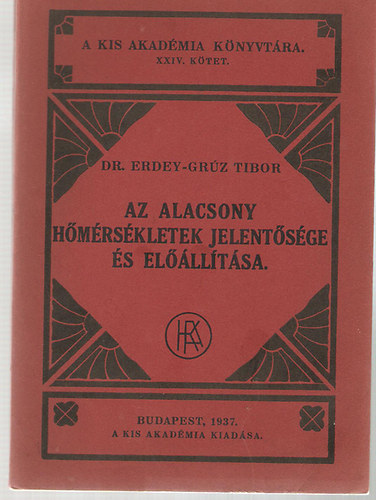 A KIS AKADÉMIA KÖNYVTÁRA.
XXIV. KÖTET.
DR. ERDEY-GRÚZ TIBOR
AZ ALACSONY
HŐMÉRSÉKLETEK JELENTŐSÉGE
ÉS ELŐÁLLÍTÁSA.
BUDAPEST, 1937.
A KIS AKADÉMIA KIADÁSA.